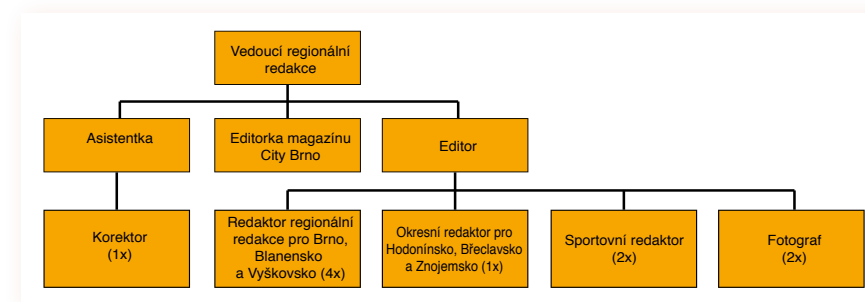 Vedoucí regionální
redakce
Asistentka
Editorka magazínu
City Brno
Editor
Korektor
(1x)
Redaktor regionální
redakce pro Brno,
Blanensko
a Vyškovsko (4x)
Okresní redaktor pro
Hodonínsko, Břeclavsko
a Znojemsko (1x)
Sportovní redaktor
(2x)
Fotograf
(2x)